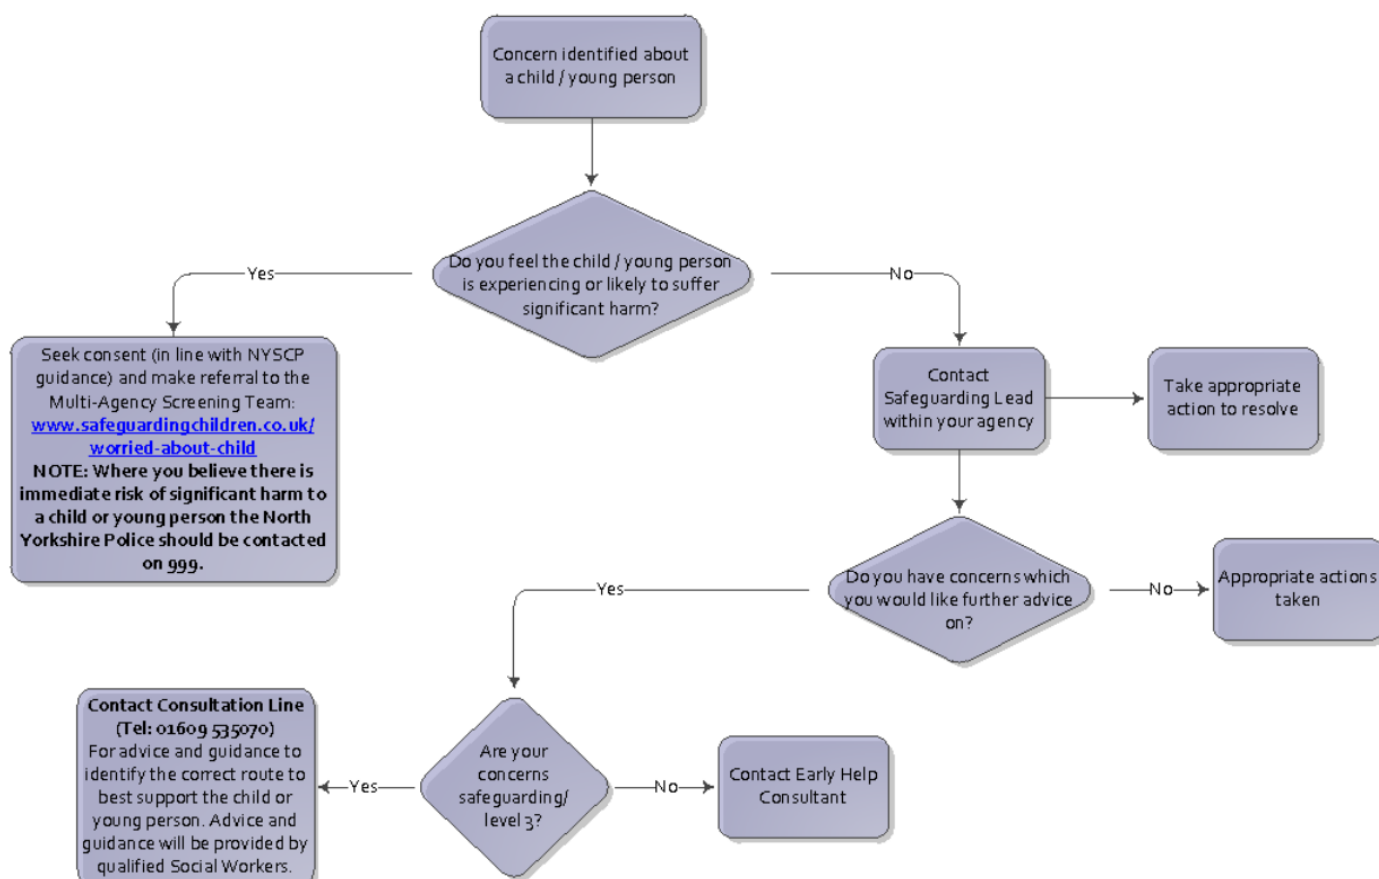 Concern identified about
a child / young person
Do you feel the child / young person
is experiencing or likely to suffer
significant harm?
Yes
No
Seek consent (in line with NYSCP
guidance) and make referral to the
Multi-Agency Screening Team:
www.safeguardingchildren.co.uk/
worried-about-child
NOTE: Where you believe there is
immediate risk of significant harm to
a child or young person the North
Yorkshire Police should be contacted
on 999.
Contact
Safeguarding Lead
within your agency
Take appropriate
action to resolve
Do you have concerns which
you would like further advice
on?
Yes
No
Appropriate actions
taken
Are your
concerns
safeguarding/
level 3?
Yes
No
Contact Consultation Line
(Tel: 01609 535070)
For advice and guidance to
identify the correct route to
best support the child or
young person. Advice and
guidance will be provided by
qualified Social Workers.
Contact Early Help
Consultant